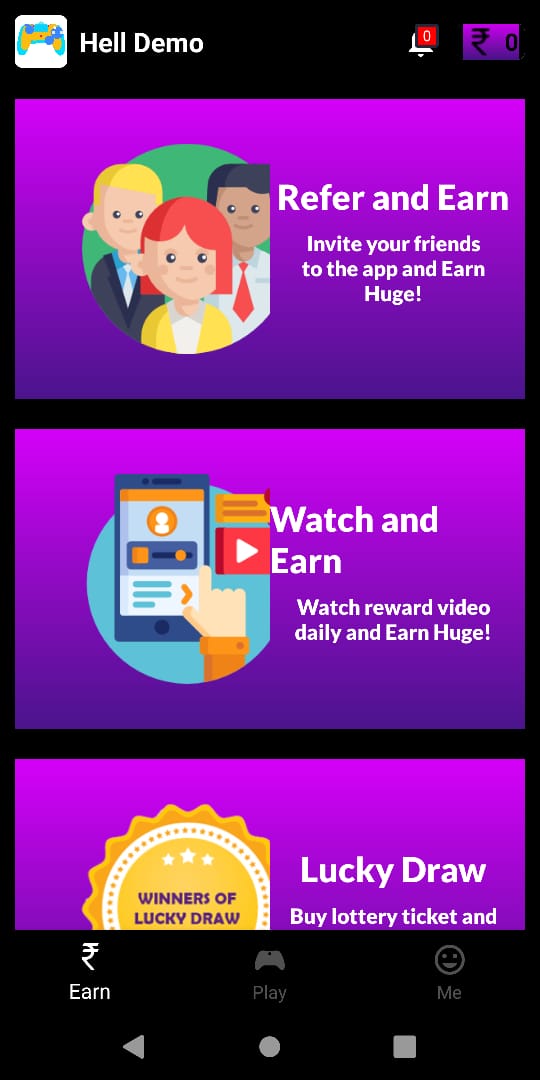 Hell Demo
0
₹ 0
Refer and Earn
Invite your friends
to the app and Earn
Huge!
Watch and
Earn
Watch reward video
daily and Earn Huge!
WINNERS OF
LUCKY DRAW
Lucky Draw
Buy lottery ticket and
₹
Earn
Play
Me